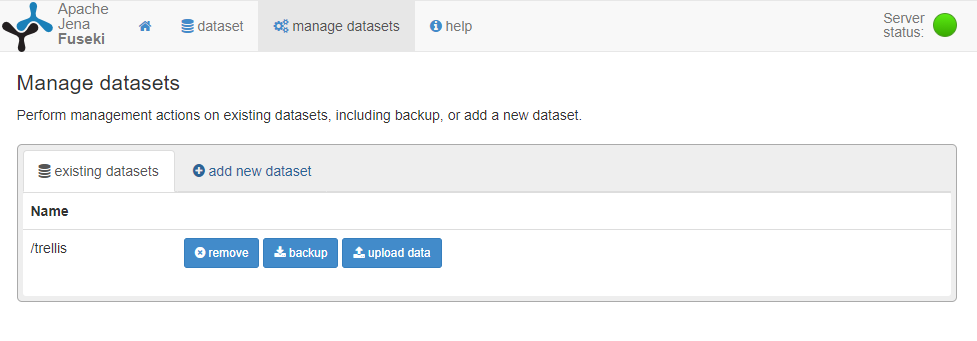 Apache
Jena
Fuseki
dataset
manage datasets
help
Server
status:
Manage datasets
Perform management actions on existing datasets, including backup, or add a new dataset.
existing datasets
add new dataset
Name
/trellis
remove
backup
upload data